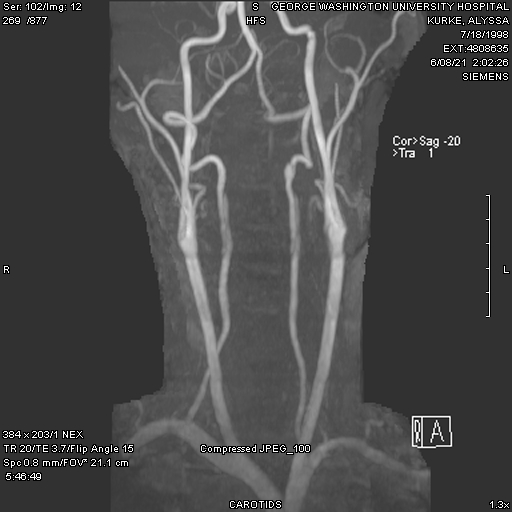 Ser: 102/Img: 12
269 /877
S
HFS
GEORGE WASHINGTON UNIVERSITY HOSPITAL
KURKE, ALYSSA
7/18/1998
EXT:4808635
6/08/21 2:02:26
SIEMENS
Cor>Sag -20
>Tra 1
R
L
R
A
384 x 203/1 NEX
TR 20/TE 3.7/Flip Angle 15
Spc 0.8 mm/FOV* 21.1 cm
5:46:49
Compressed JPEG_100
CAROTIDS
1.3x